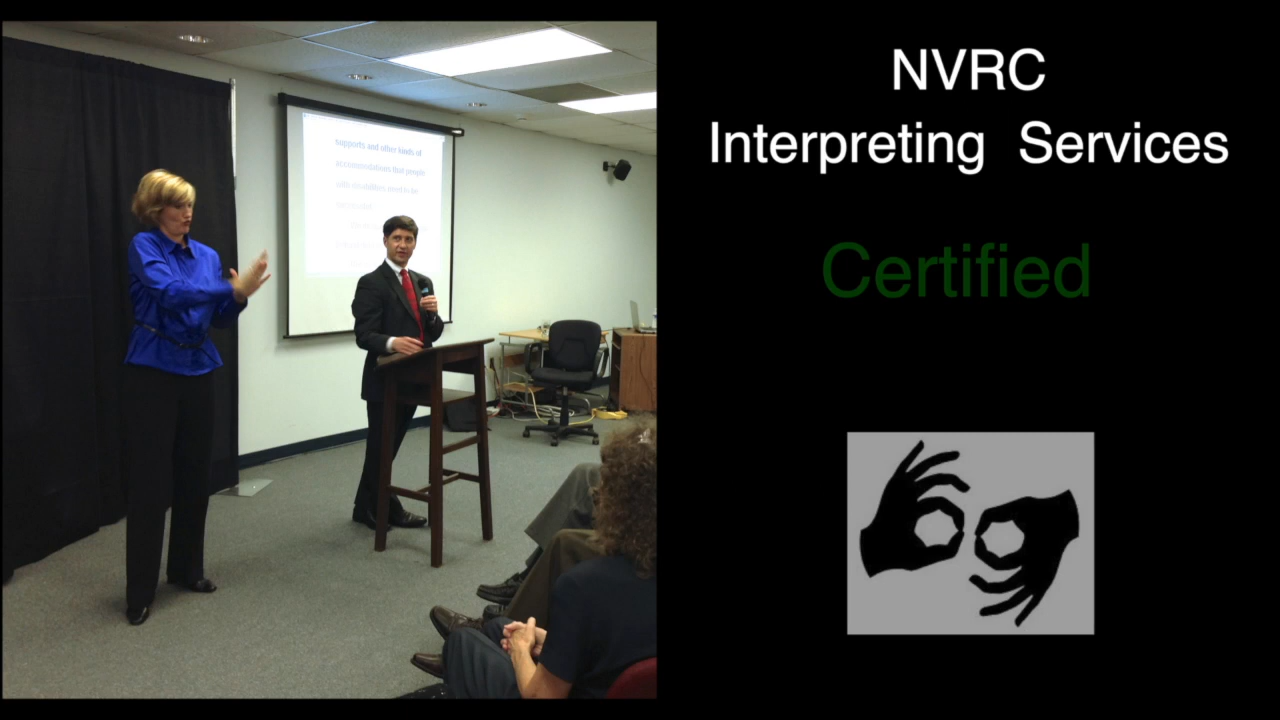 NVRC
Interpreting Services
Certified
supports and other kinds of
accommodations that people
with disabilities need to be